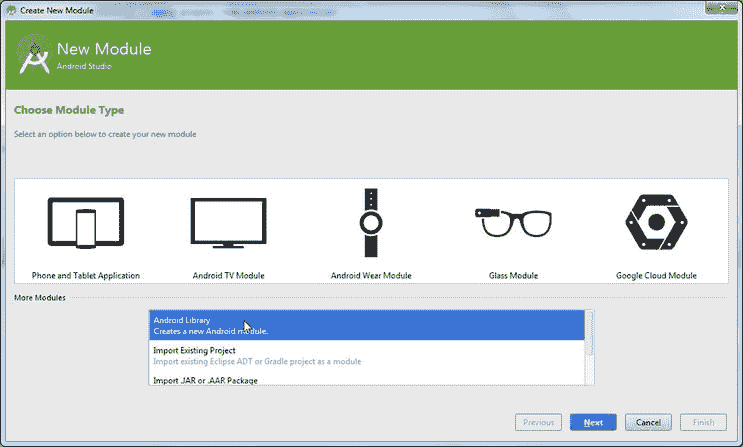 Create New Module
New Module
Android Studio
Choose Module Type
Select an option below to create your new module
Phone and Tablet Application
Android TV Module
Android Wear Module
Glass Module
Google Cloud Module
More Modules
Android Library
Creates a new Android module.
Import Existing Project
Import existing Eclipse ADT or Gradle project as a module
Import .JAR or .AAR Package
Previous
Next
Cancel
Finish